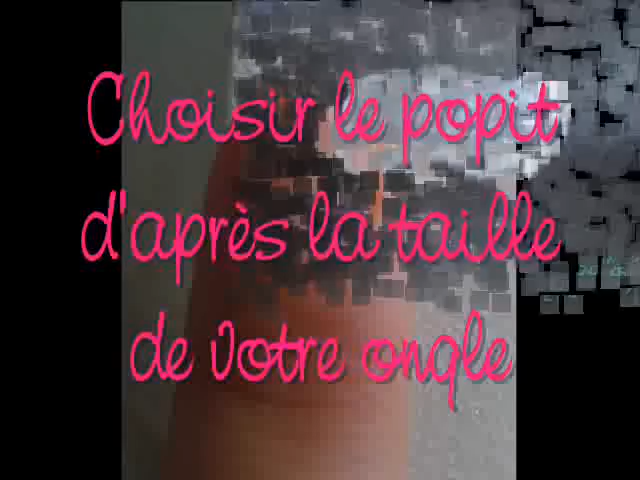 Choisir le popit
d'après la taille
de votre ongle